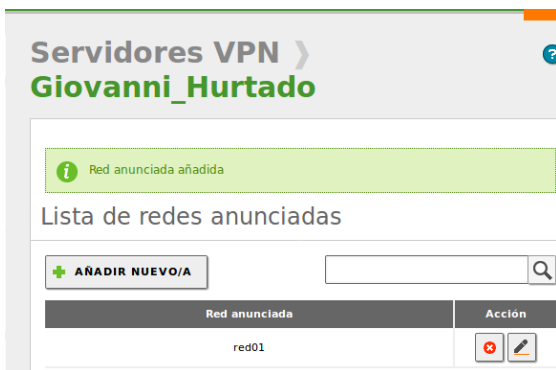 Servidores VPN ⟩
Giovanni_Hurtado
?
i Red anunciada añadida
Lista de redes anunciadas
AÑADIR NUEVO/A
Red anunciada Acción
red01